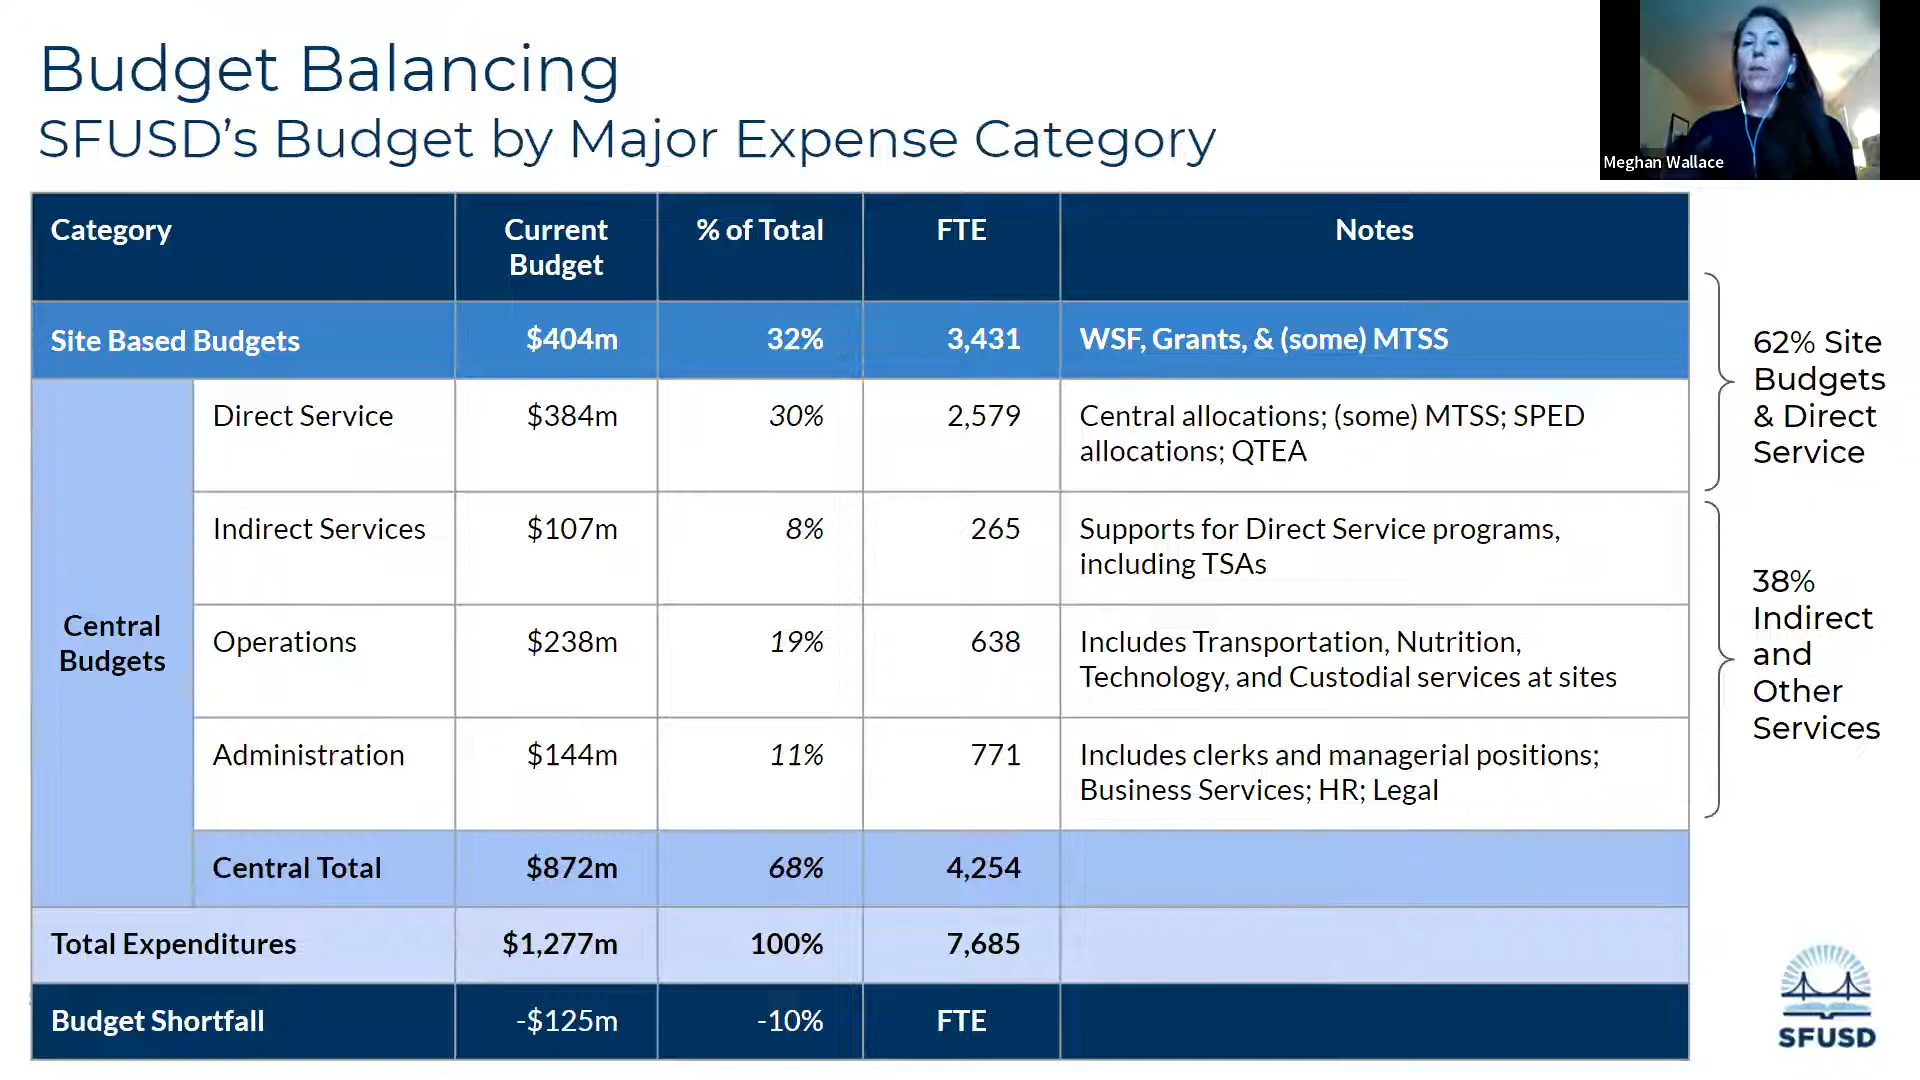 Budget Balancing
SFUSD's Budget by Major Expense Category
Meghan Wallace
Category
Current
Budget
% of Total
FTE
Notes
Site Based Budgets
$404m
32%
3,431
WSF, Grants, & (some) MTSS
Central
Budgets
Direct Service
$384m
30%
2,579
Central allocations; (some) MTSS; SPED
allocations; QTEA
Indirect Services
$107m
8%
265
Supports for Direct Service programs,
including TSAs
Operations
$238m
19%
638
Includes Transportation, Nutrition,
Technology, and Custodial services at sites
Administration
$144m
11%
771
Includes clerks and managerial positions;
Business Services; HR; Legal
Central Total
$872m
68%
4,254
Total Expenditures
$1,277m
100%
7,685
Budget Shortfall
-$125m
-10%
FTE
62% Site
Budgets
& Direct
Service
38%
Indirect
and
Other
Services
SFUSD